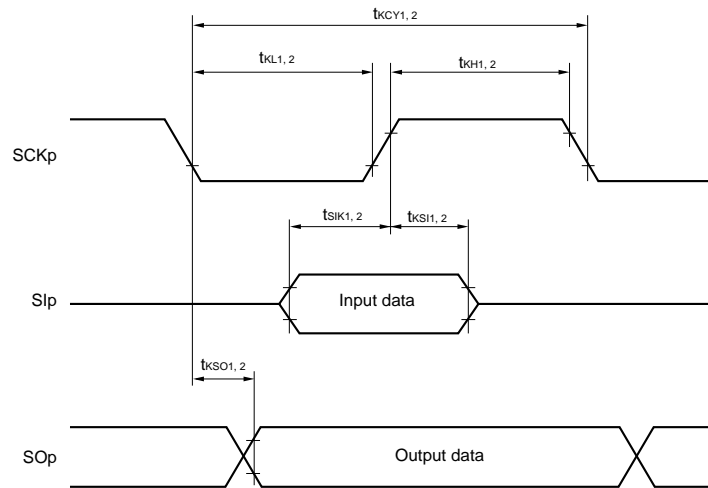 tKCY1, 2
tKL1, 2
tKH1, 2
SCKp
tSIK1, 2
tKSI1, 2
SIp
Input data
tKSO1, 2
SOp
Output data